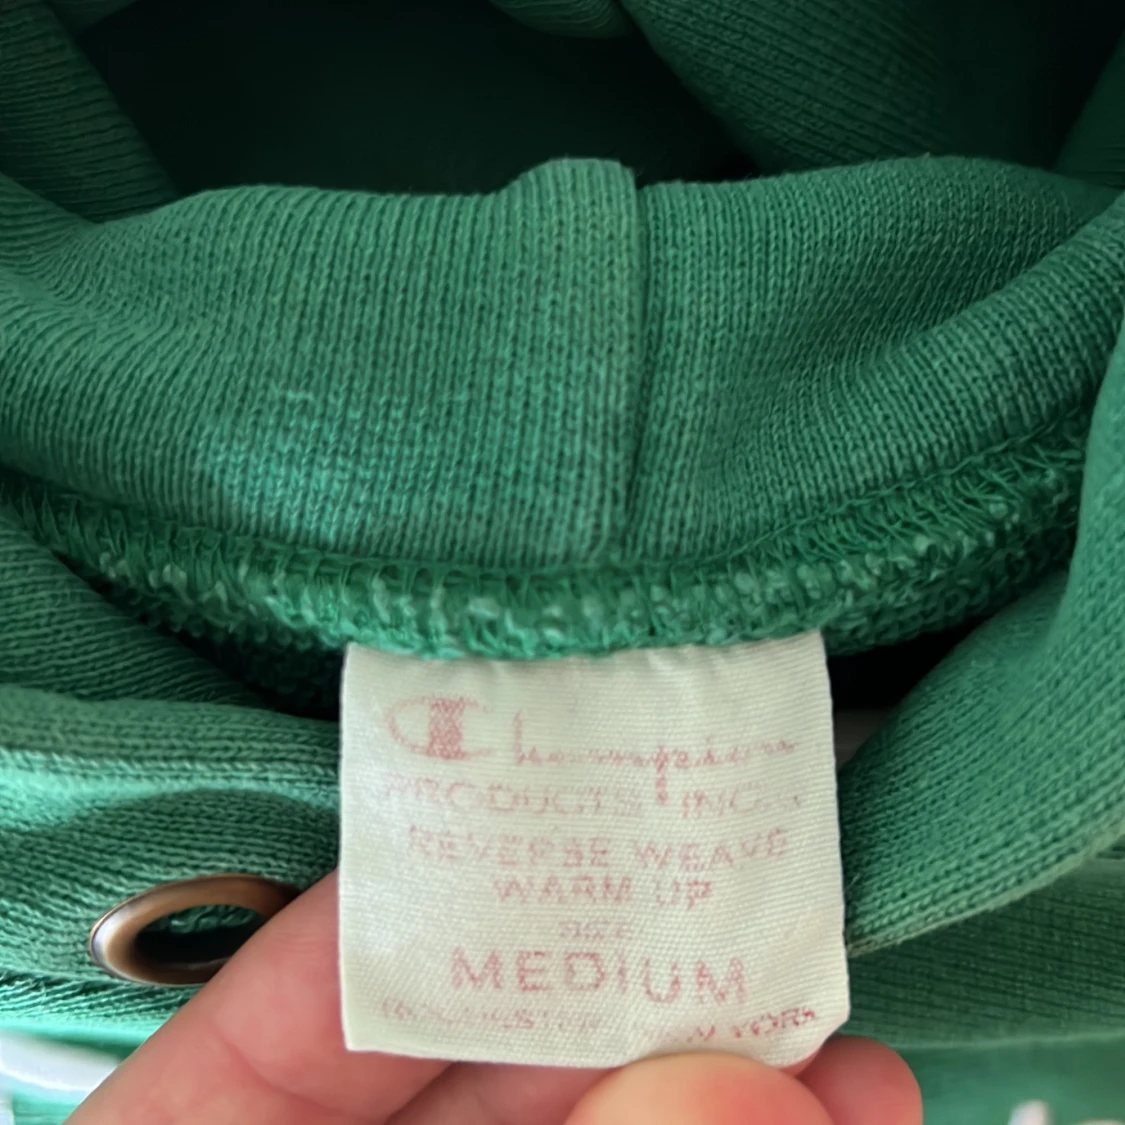 Champion
PRODUCTS INC.
REVERSE WEAVE
WARM UP
SIZE
MEDIUM
ROCHESTER, NEW YORK